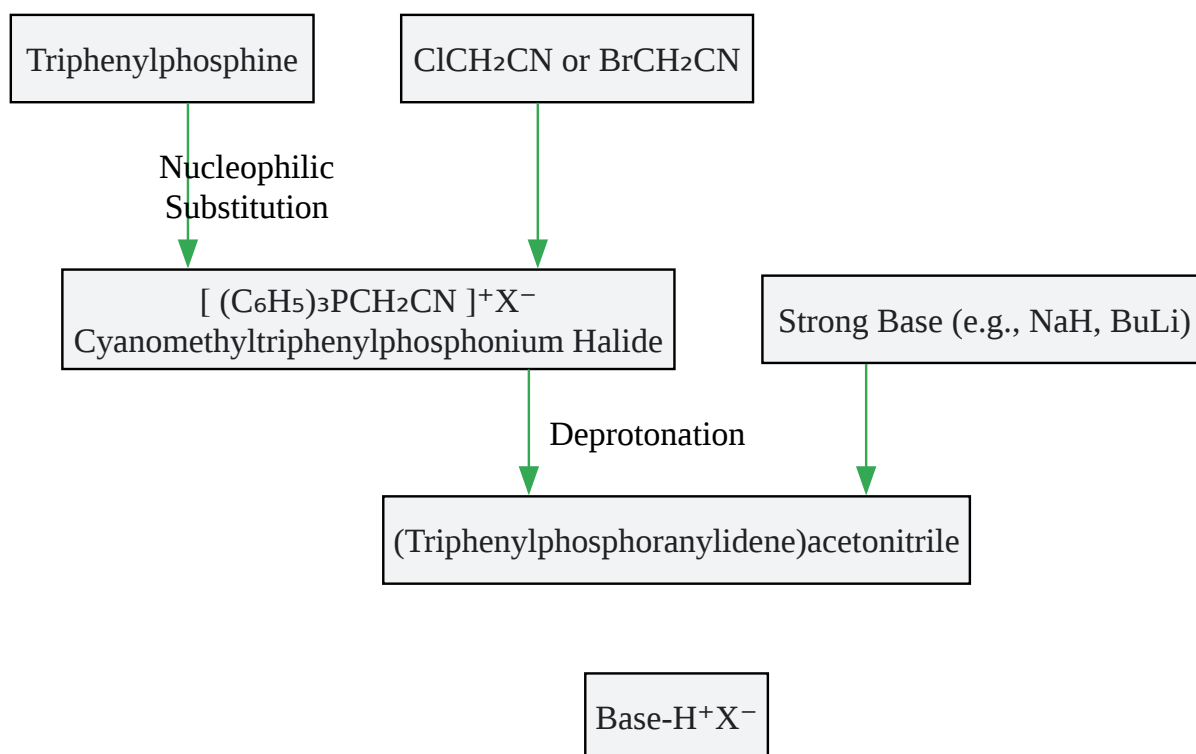 Triphenylphosphine
ClCH₂CN or BrCH₂CN
Nucleophilic
Substitution
[ (C₆H₅)₃PCH₂CN ]⁺X⁻
Cyanomethyltriphenylphosphonium Halide
Strong Base (e.g., NaH, BuLi)
Deprotonation
(Triphenylphosphoranylidene)acetonitrile
Base-H⁺X⁻